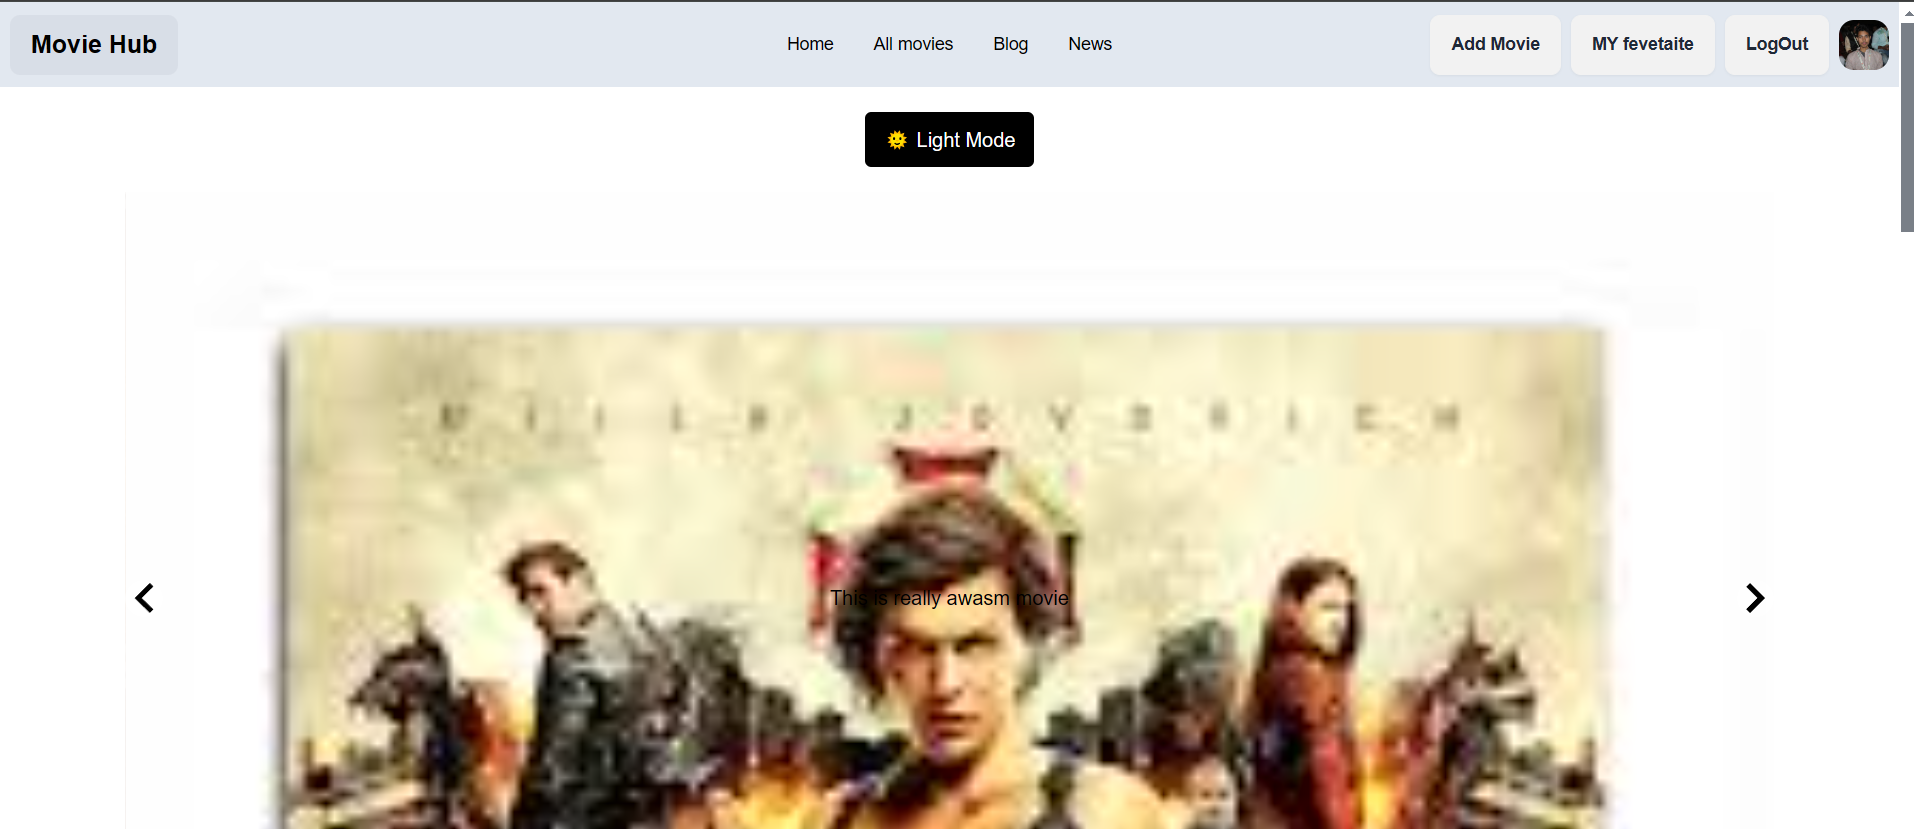 Movie Hub
Home
All movies
Blog
News
Add Movie
MY fevetaite
LogOut
🌞 Light Mode
This is really awasm movie